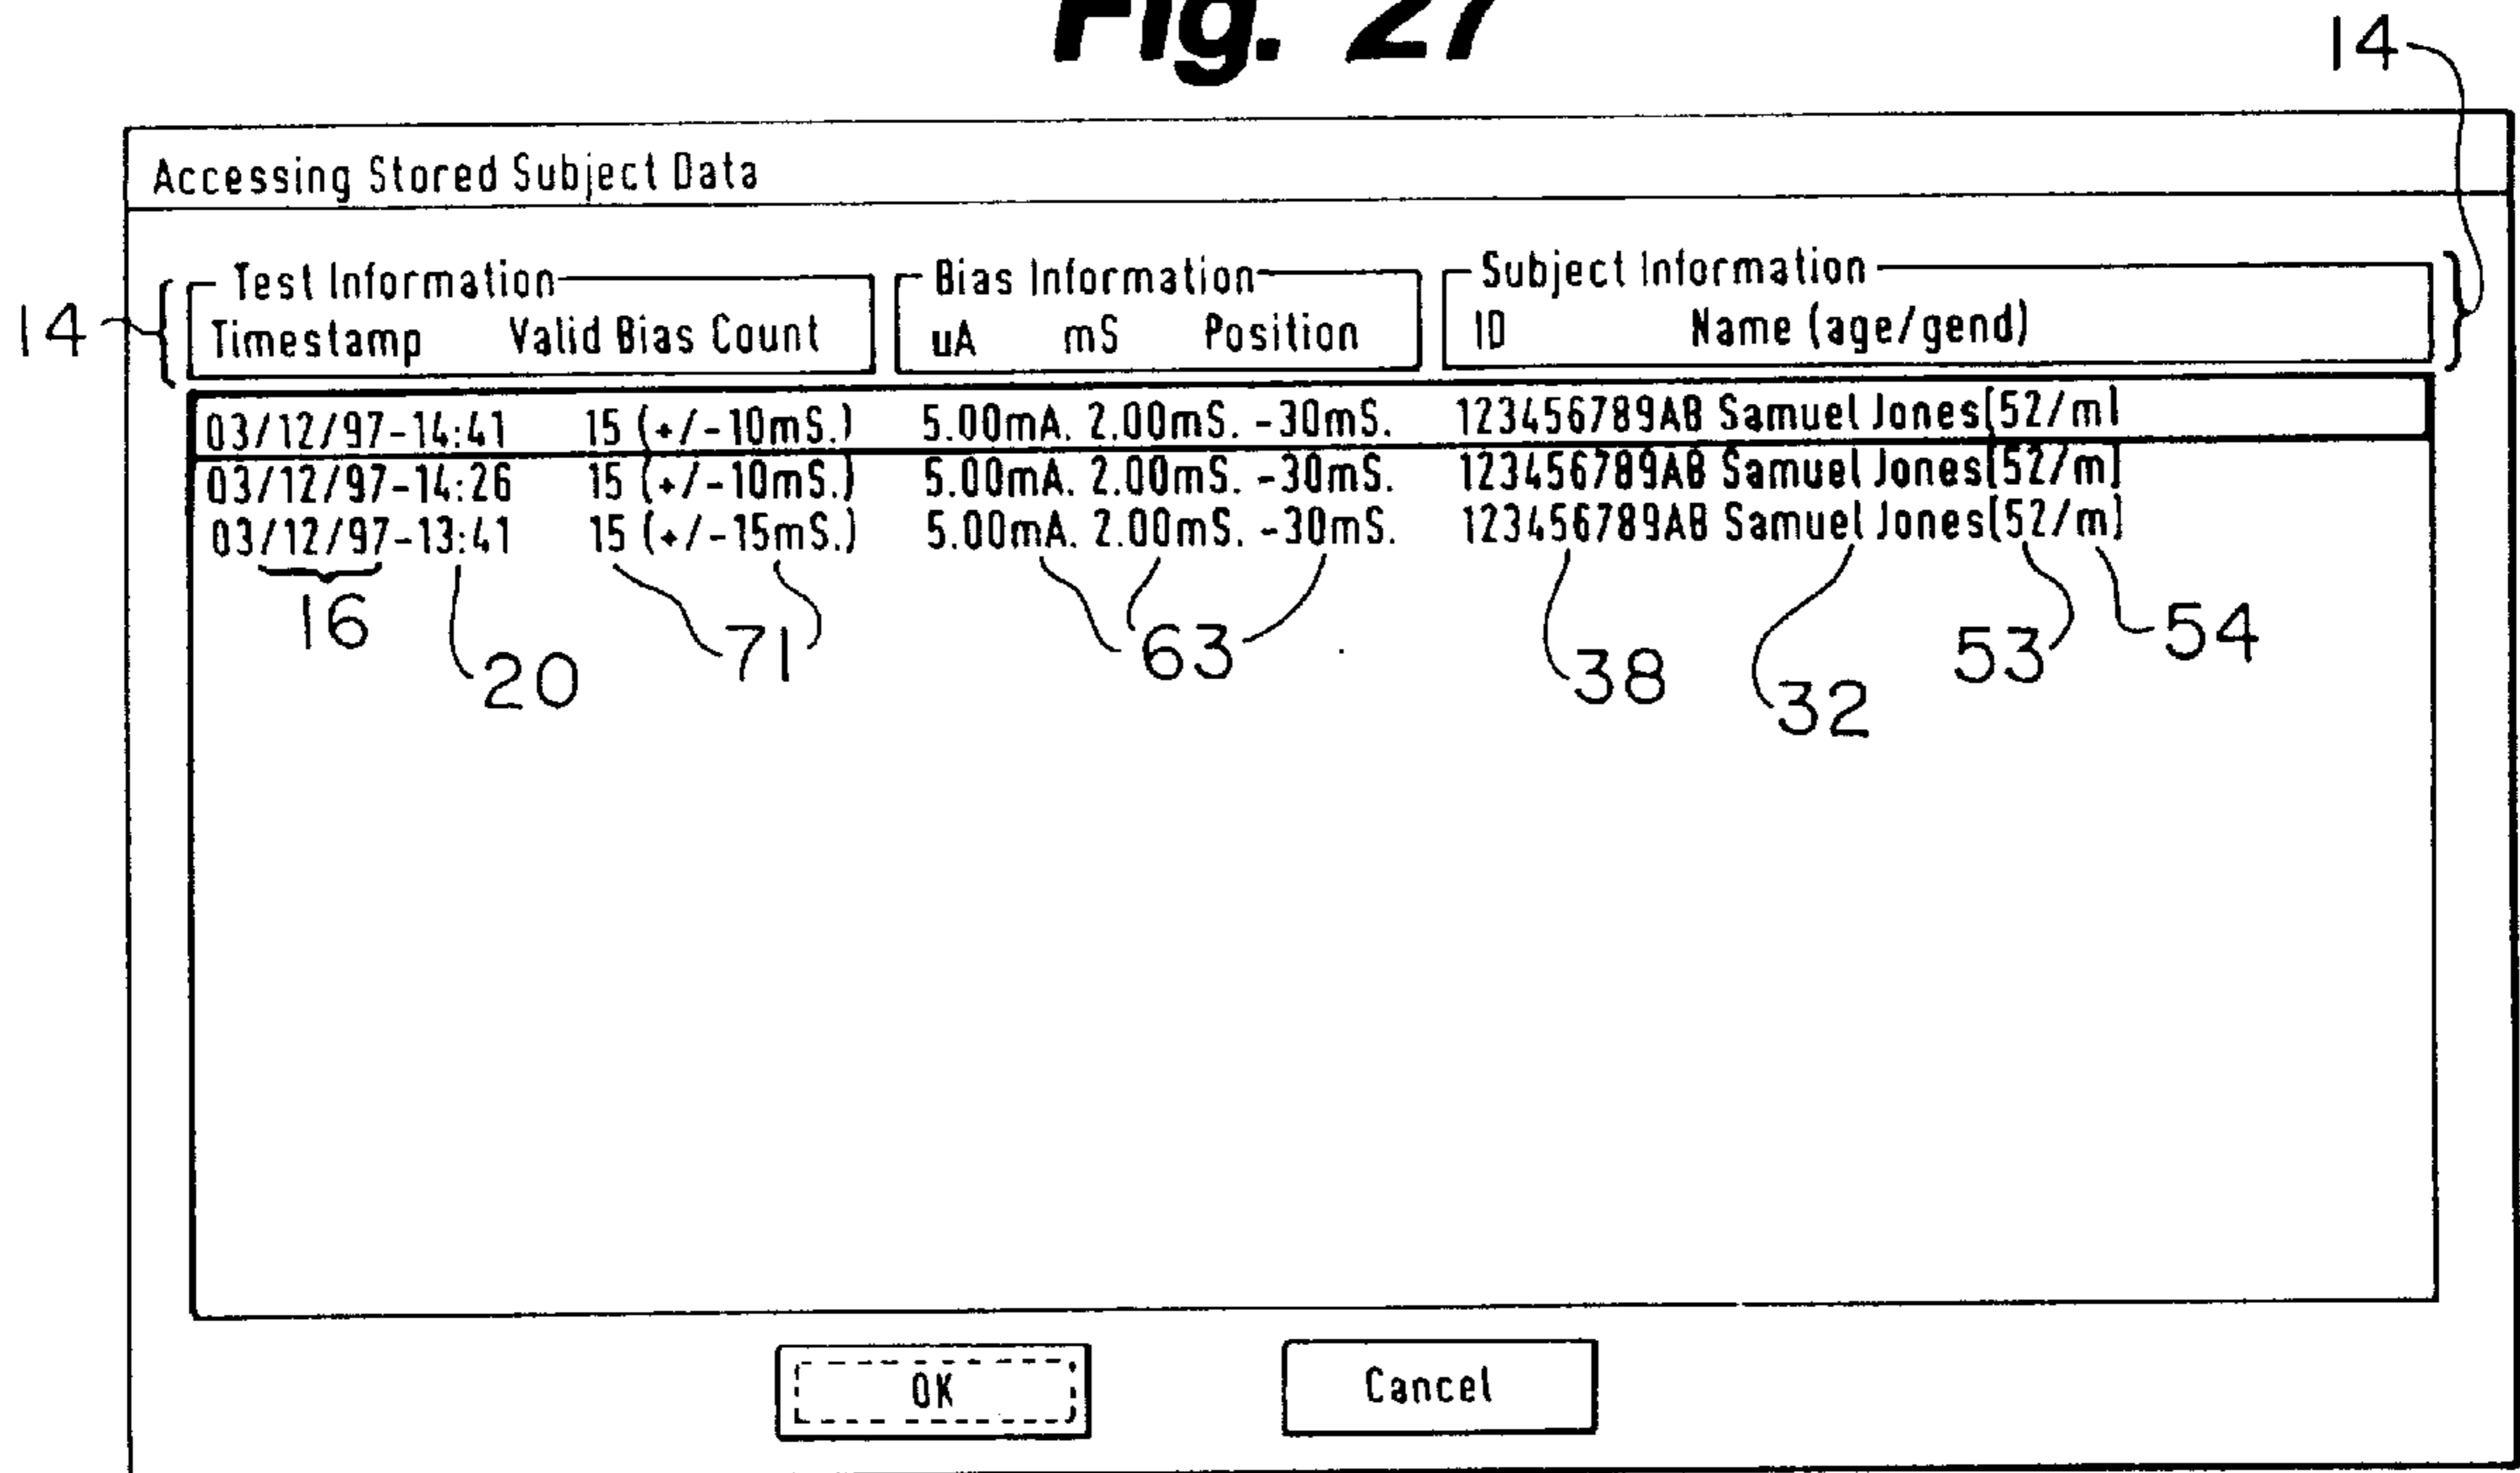 Fig. 27
14
Accessing Stored Subject Data
Test Information Bias Information Subject Information
14 Timestamp Valid Bias Count uA mS Position ID Name (age/gend)
03/12/97-14:41 15 (+/-10mS.) 5.00mA. 2.00mS. -30mS. 123456789AB Samuel Jones[52/m]
03/12/97-14:26 15 (+/-10mS.) 5.00mA. 2.00mS. -30mS. 123456789AB Samuel Jones[52/m]
03/12/97-13:41 15 (+/-15mS.) 5.00mA. 2.00mS. -30mS. 123456789AB Samuel Jones[52/m]
16 20 71 63 38 32 53 54
OK Cancel